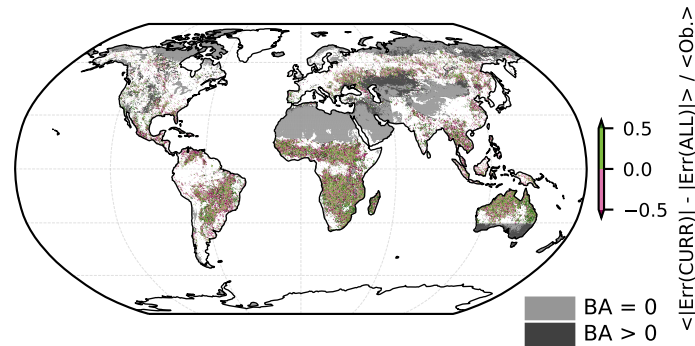 0.5
0.0
−0.5
<|Err(CURR)| - |Err(ALL)|> / <Ob.>
BA = 0
BA > 0